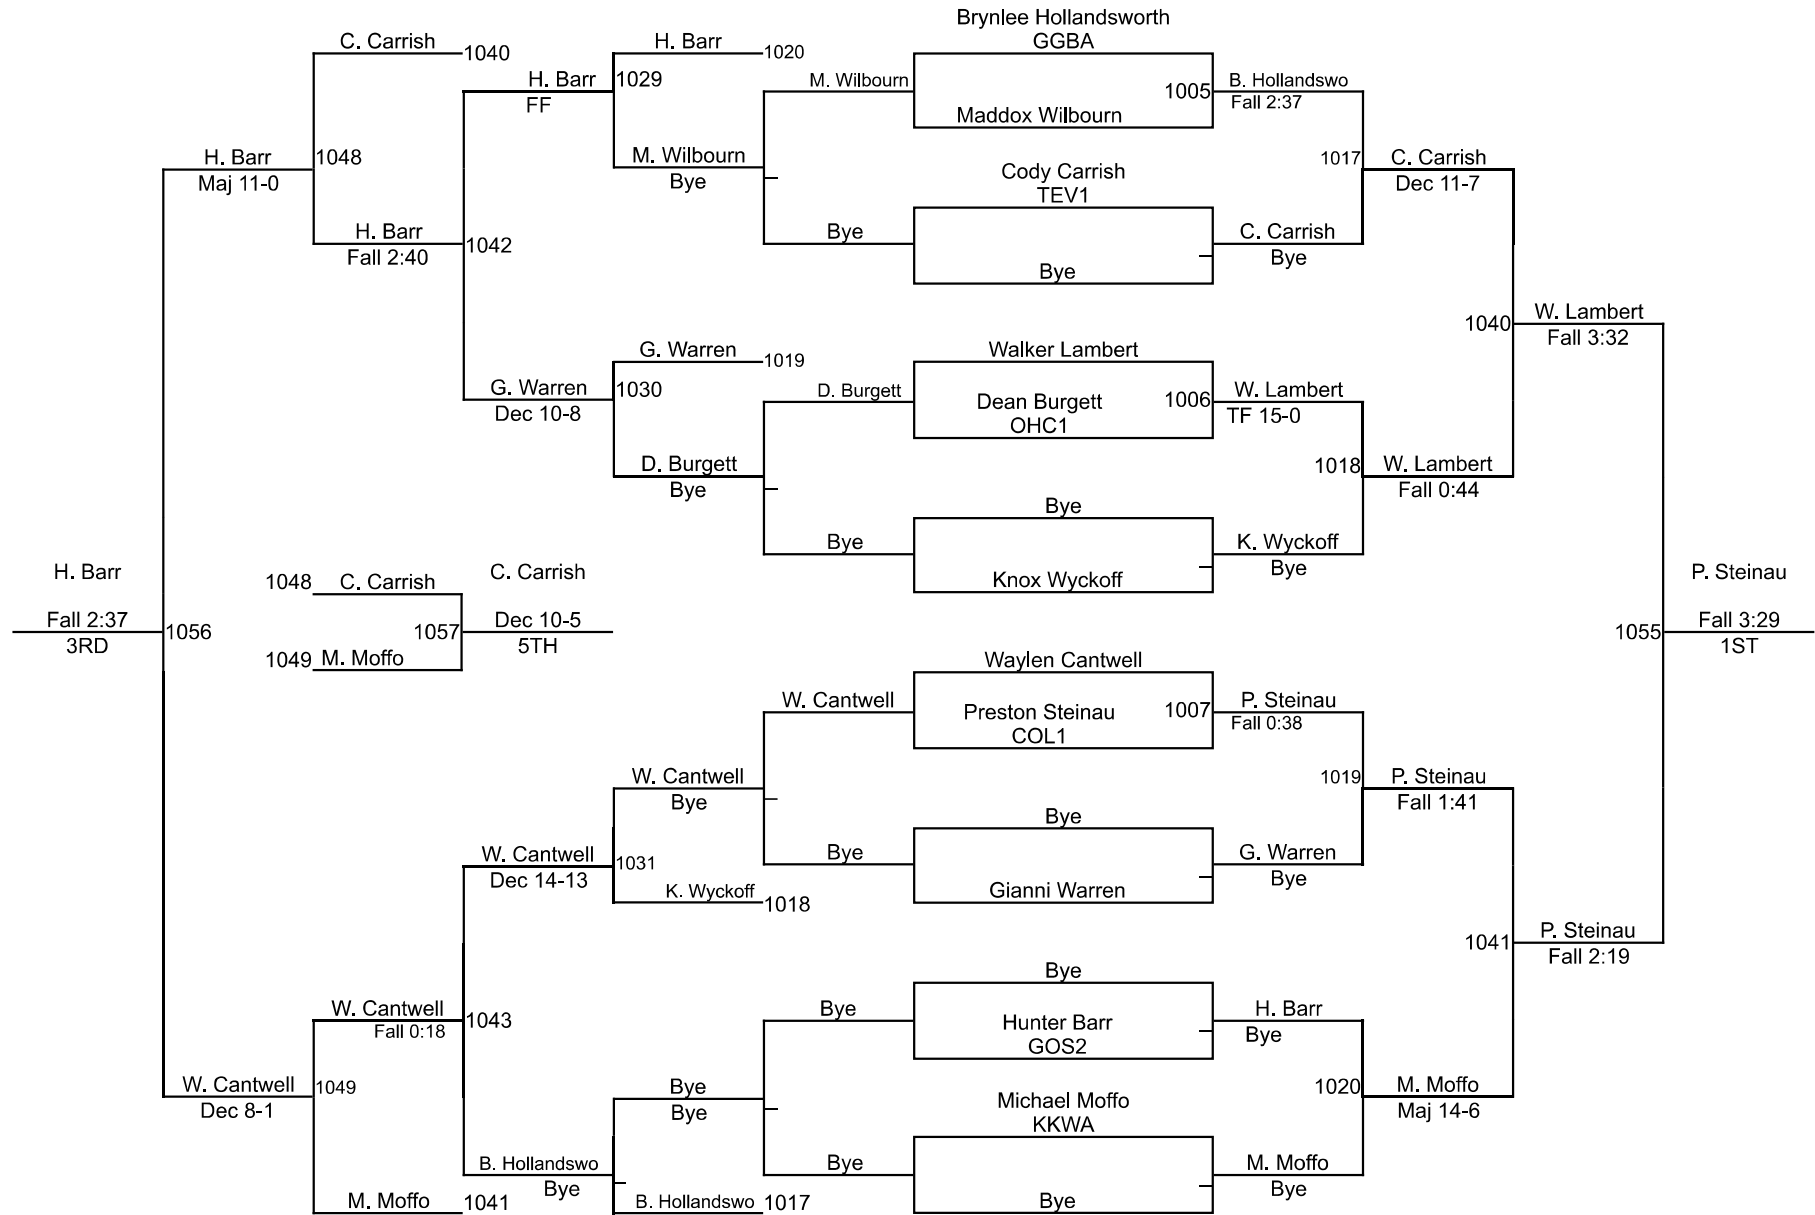 Brynlee Hollandsworth
C. Carrish
1040
H. Barr
1020
GGBA
H. Barr
1029
M. Wilbourn
1005
B. Hollandswo
FF
Fall 2:37
Maddox Wilbourn
H. Barr
1048
M. Wilbourn
1017
C. Carrish
Maj 11-0
Bye
Cody Carrish
Dec 11-7
TEV1
H. Barr
1042
Bye
C. Carrish
Fall 2:40
Bye
Bye
1040
W. Lambert
Fall 3:32
G. Warren
1019
Walker Lambert
G. Warren
1030
D. Burgett
Dean Burgett
1006
W. Lambert
Dec 10-8
OHC1
TF 15-0
D. Burgett
1018
W. Lambert
Bye
Fall 0:44
Bye
Bye
K. Wyckoff
H. Barr
1048
C. Carrish
C. Carrish
Knox Wyckoff
Bye
P. Steinau
Fall 2:37
1056
1057
Dec 10-5
1055
Fall 3:29
3RD
1049
M. Moffo
5TH
1ST
Waylen Cantwell
W. Cantwell
Preston Steinau
1007
P. Steinau
COL1
Fall 0:38
W. Cantwell
1019
P. Steinau
Bye
Fall 1:41
Bye
W. Cantwell
1031
Bye
G. Warren
Dec 14-13
K. Wyckoff
1018
Gianni Warren
Bye
1041
P. Steinau
Fall 2:19
Bye
W. Cantwell
1043
Bye
Hunter Barr
H. Barr
Fall 0:18
GOS2
Bye
W. Cantwell
1049
Bye
1020
M. Moffo
Dec 8-1
Bye
Michael Moffo
Maj 14-6
KKWA
B. Hollandswo
Bye
M. Moffo
Bye
Bye
M. Moffo
1041
B. Hollandswo
1017
Bye